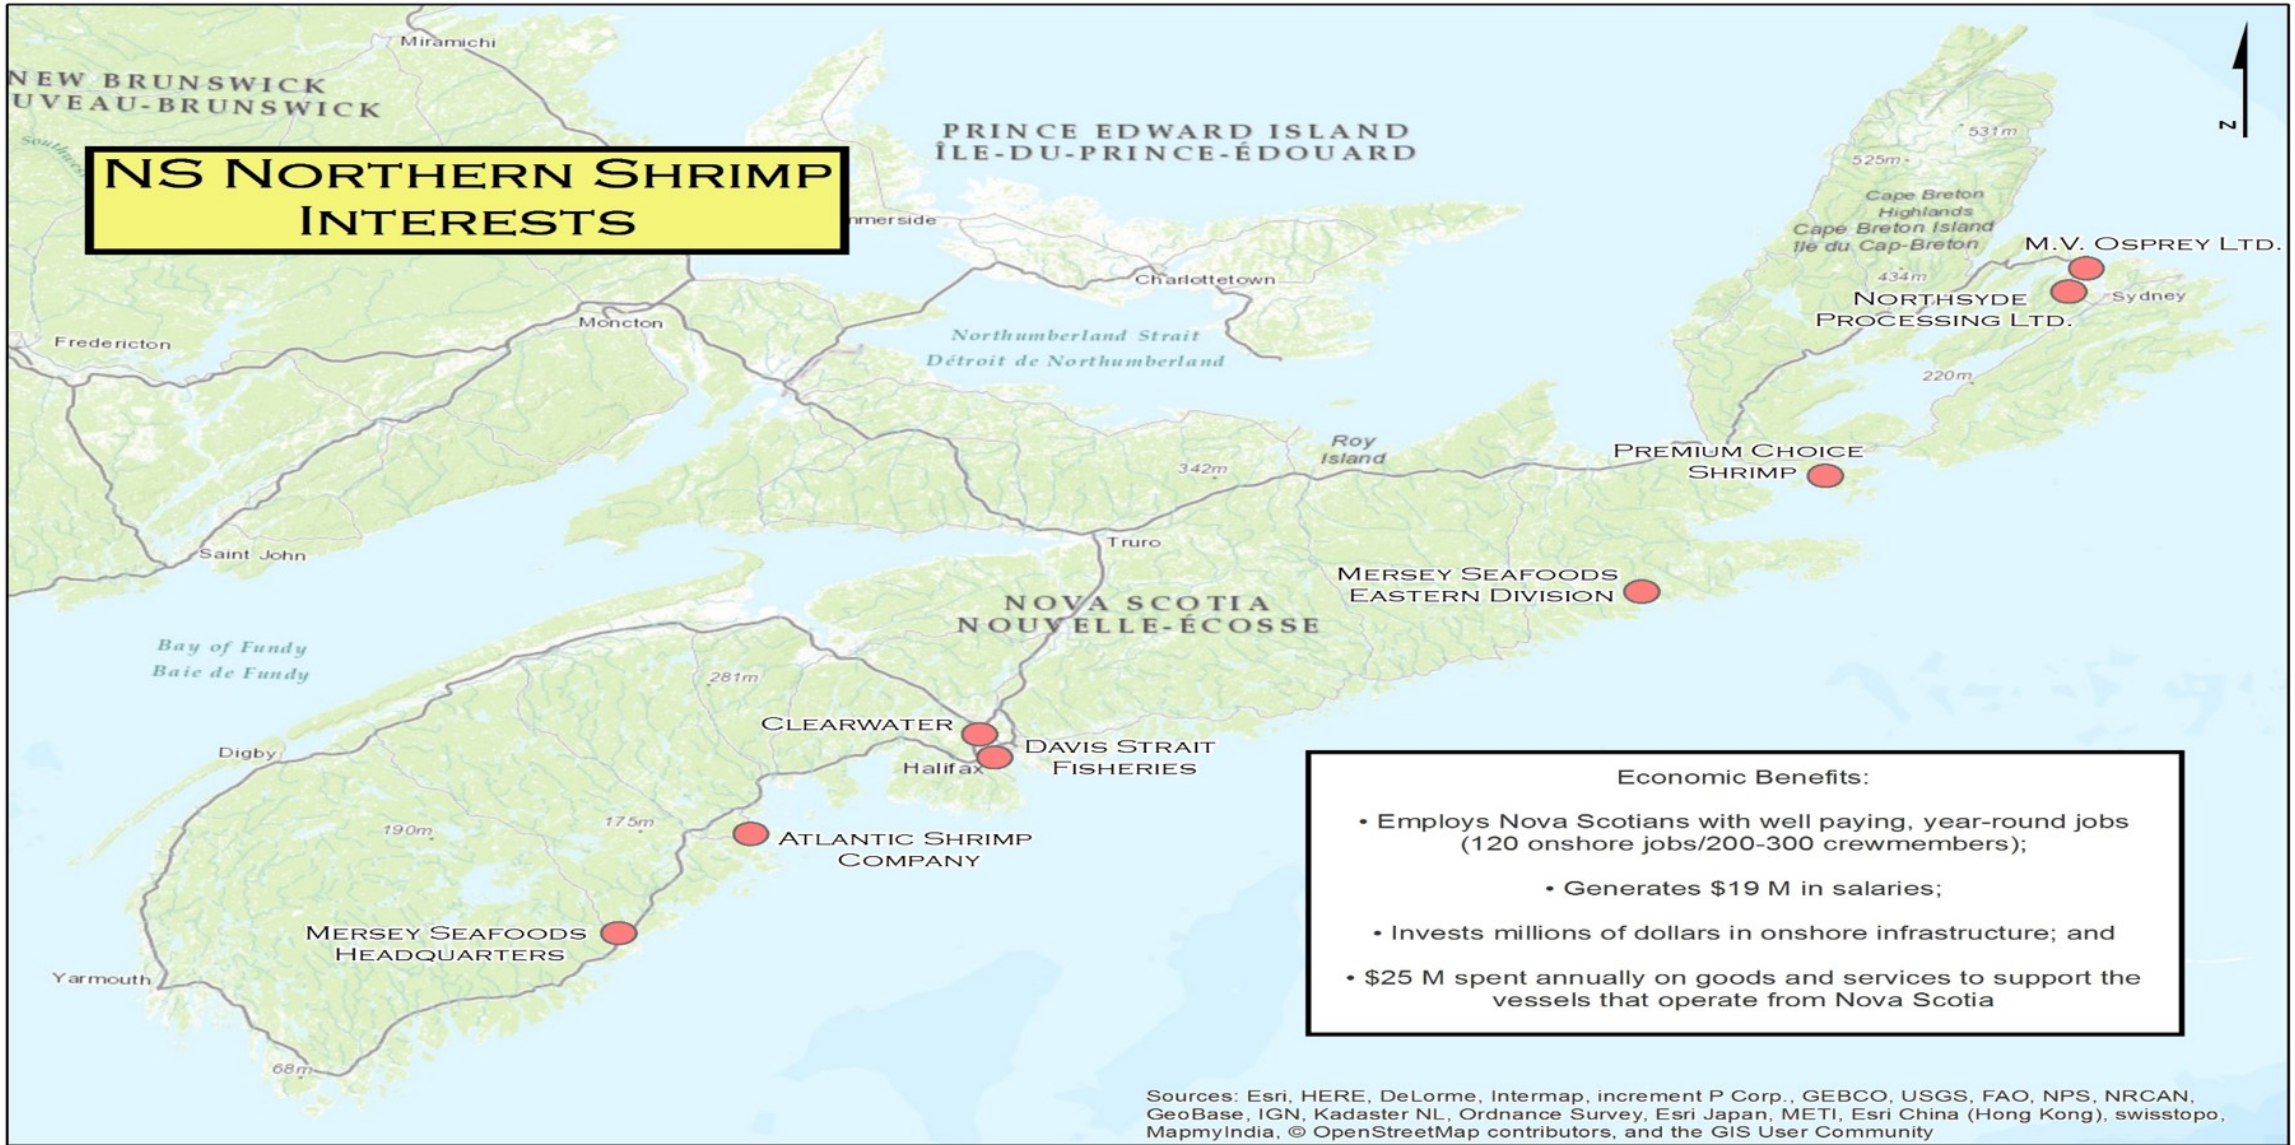 Miramichi
NEW BRUNSWICK
UVEAU-BRUNSWICK
PRINCE EDWARD ISLAND
ÎLE-DU-PRINCE-ÉDOUARD
NS NORTHERN SHRIMP
INTERESTS
nmerside
Charlottetown
Moncton
Fredericton
Northumberland Strait
Détroit de Northumberland
N
531m
525m
Cape Breton
Highlands
Cape Breton Island
Île du Cap-Breton
434m
M.V. OSPREY LTD.
NORTHSYDE
PROCESSING LTD.
Sydney
220m
Roy
Island
342m
PREMIUM CHOICE
SHRIMP
Saint John
Truro
MERSEY SEAFOODS
EASTERN DIVISION
NOVA SCOTIA
NOUVELLE-ÉCOSSE
Bay of Fundy
Baie de Fundy
281m
CLEARWATER
DAVIS STRAIT
FISHERIES
Halifax
Digby
190m
175m
ATLANTIC SHRIMP
COMPANY
MERSEY SEAFOODS
HEADQUARTERS
Yarmouth
68m
Economic Benefits:
• Employs Nova Scotians with well paying, year-round jobs
(120 onshore jobs/200-300 crewmembers);
• Generates $19 M in salaries;
• Invests millions of dollars in onshore infrastructure; and
• $25 M spent annually on goods and services to support the
vessels that operate from Nova Scotia
Sources: Esri, HERE, DeLorme, Intermap, increment P Corp., GEBCO, USGS, FAO, NPS, NRCAN,
GeoBase, IGN, Kadaster NL, Ordnance Survey, Esri Japan, METI, Esri China (Hong Kong), swisstopo,
MapmyIndia, © OpenStreetMap contributors, and the GIS User Community